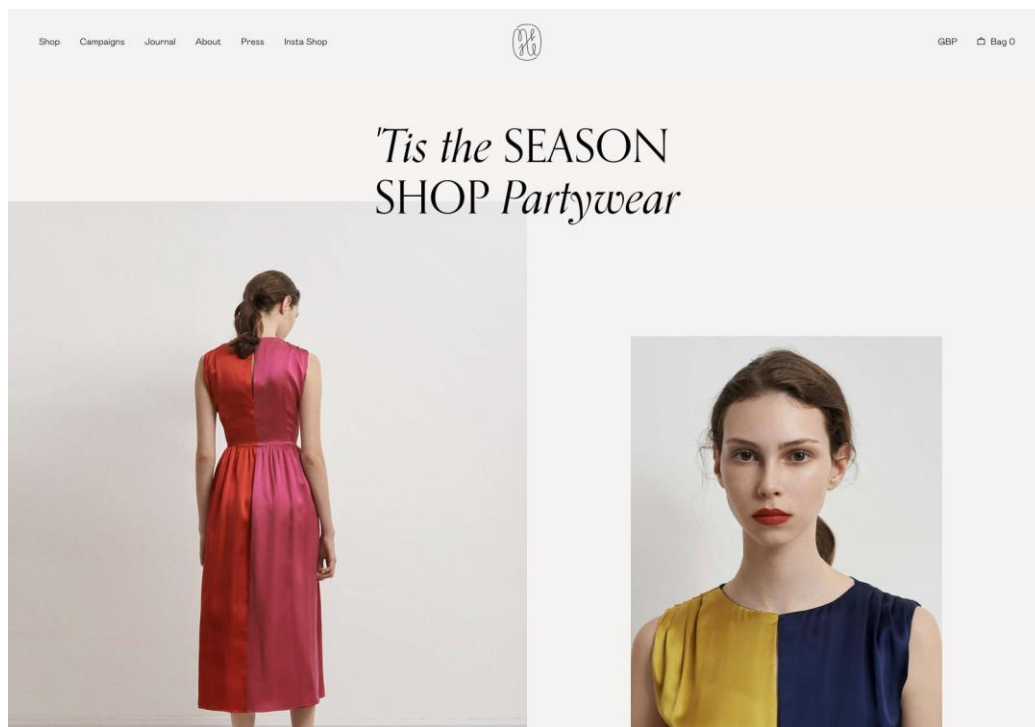 Shop Campaigns Journal About Press Insta Shop
GBP Bag 0
'Tis the SEASON
SHOP Partywear